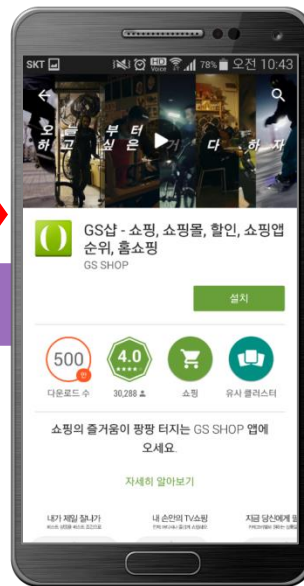 SKT HD Voice 78% 오전 10:43
오늘부터
하고 싶은 거 다 하자
GS샵 - 쇼핑, 쇼핑몰, 할인, 쇼핑앱
순위, 홈쇼핑
GS SHOP
설치
500
만
4.0
다운로드 수
30,288
쇼핑
유사 클러스터
쇼핑의 즐거움이 팡팡 터지는 GS SHOP 앱에
오세요
자세히 알아보기
내가 제일 잘나가
내 손안의 TV쇼핑
지금 당신에게